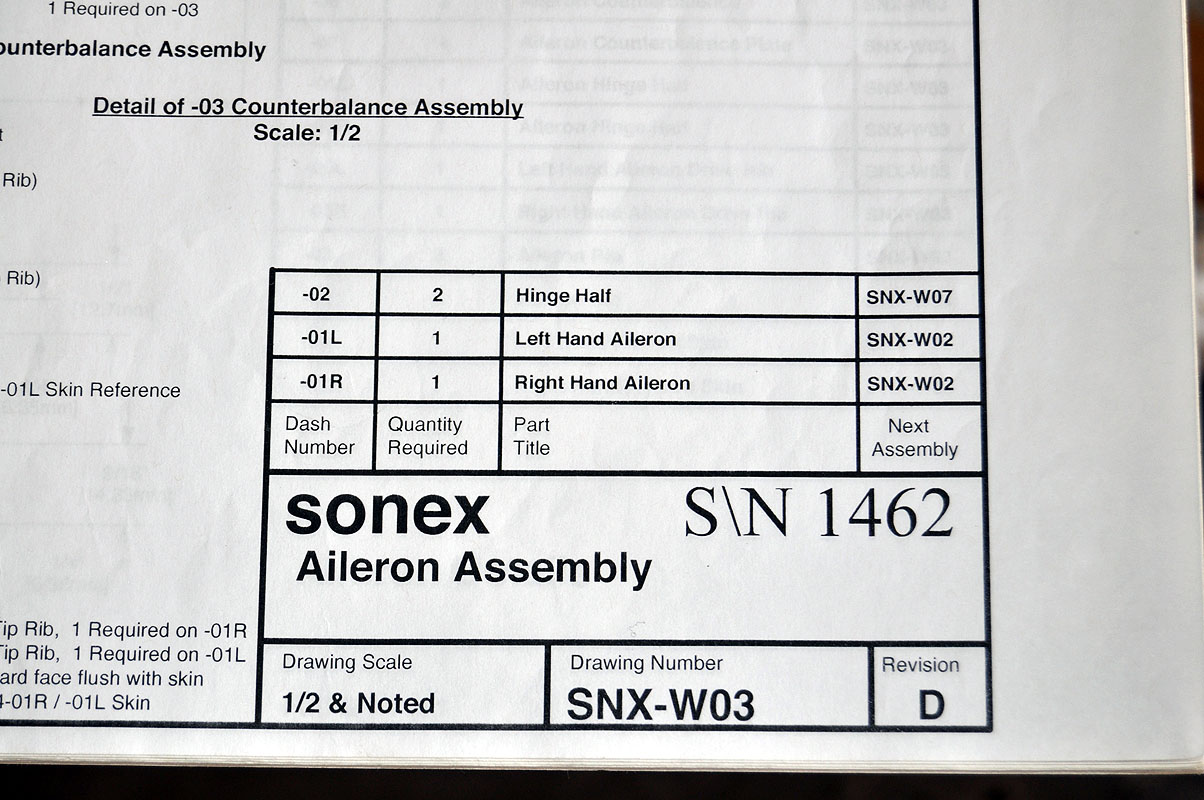 1 Required on -03
ounterbalance Assembly
Detail of -03 Counterbalance Assembly
Scale: 1/2
Rib)
Rib)
-01L Skin Reference
-02 2 Hinge Half SNX-W07
-01L 1 Left Hand Aileron SNX-W02
-01R 1 Right Hand Aileron SNX-W02
Dash Number Quantity Required Part Title Next Assembly
sonex S\N 1462
Aileron Assembly
Tip Rib, 1 Required on -01R
Tip Rib, 1 Required on -01L
ard face flush with skin
-01R / -01L Skin
Drawing Scale Drawing Number Revision
1/2 & Noted SNX-W03 D